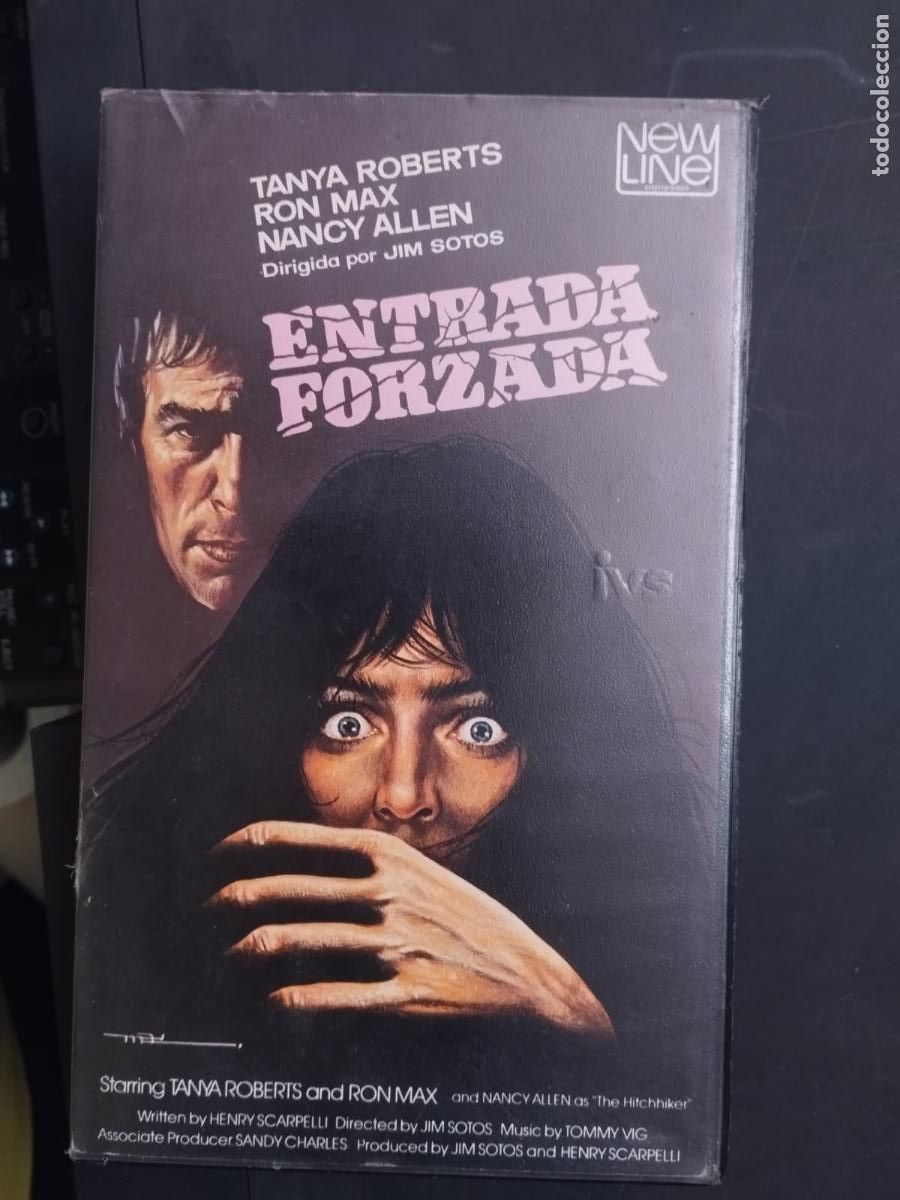 todocoleccion
NEW
LINE
TANYA ROBERTS
RON MAX
NANCY ALLEN
Dirigida por JIM SOTOS
ENTRADA
FORZADA
ivs
Starring TANYA ROBERTS and RON MAX and NANCY ALLEN as "The Hitchhiker"
Written by HENRY SCARPELLI Directed by JIM SOTOS Music by TOMMY VIG
Associate Producer SANDY CHARLES Produced by JIM SOTOS and HENRY SCARPELLI